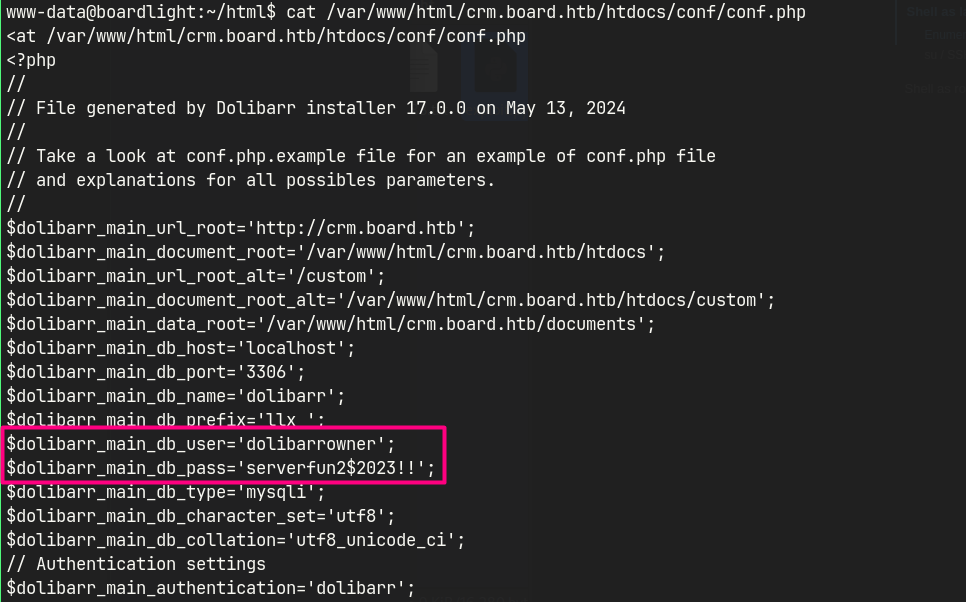 www-data@boardlight:~/html$ cat /var/www/html/crm.board.htb/htdocs/conf/conf.php
<at /var/www/html/crm.board.htb/htdocs/conf/conf.php
<?php
//
// File generated by Dolibarr installer 17.0.0 on May 13, 2024
//
// Take a look at conf.php.example file for an example of conf.php file
// and explanations for all possibles parameters.
//
$dolibarr_main_url_root='http://crm.board.htb';
$dolibarr_main_document_root='/var/www/html/crm.board.htb/htdocs';
$dolibarr_main_url_root_alt='/custom';
$dolibarr_main_document_root_alt='/var/www/html/crm.board.htb/htdocs/custom';
$dolibarr_main_data_root='/var/www/html/crm.board.htb/documents';
$dolibarr_main_db_host='localhost';
$dolibarr_main_db_port='3306';
$dolibarr_main_db_name='dolibarr';
$dolibarr_main_db_prefix='llx_';
$dolibarr_main_db_user='dolibarrowner';
$dolibarr_main_db_pass='serverfun2$2023!!';
$dolibarr_main_db_type='mysqli';
$dolibarr_main_db_character_set='utf8';
$dolibarr_main_db_collation='utf8_unicode_ci';
// Authentication settings
$dolibarr_main_authentication='dolibarr';